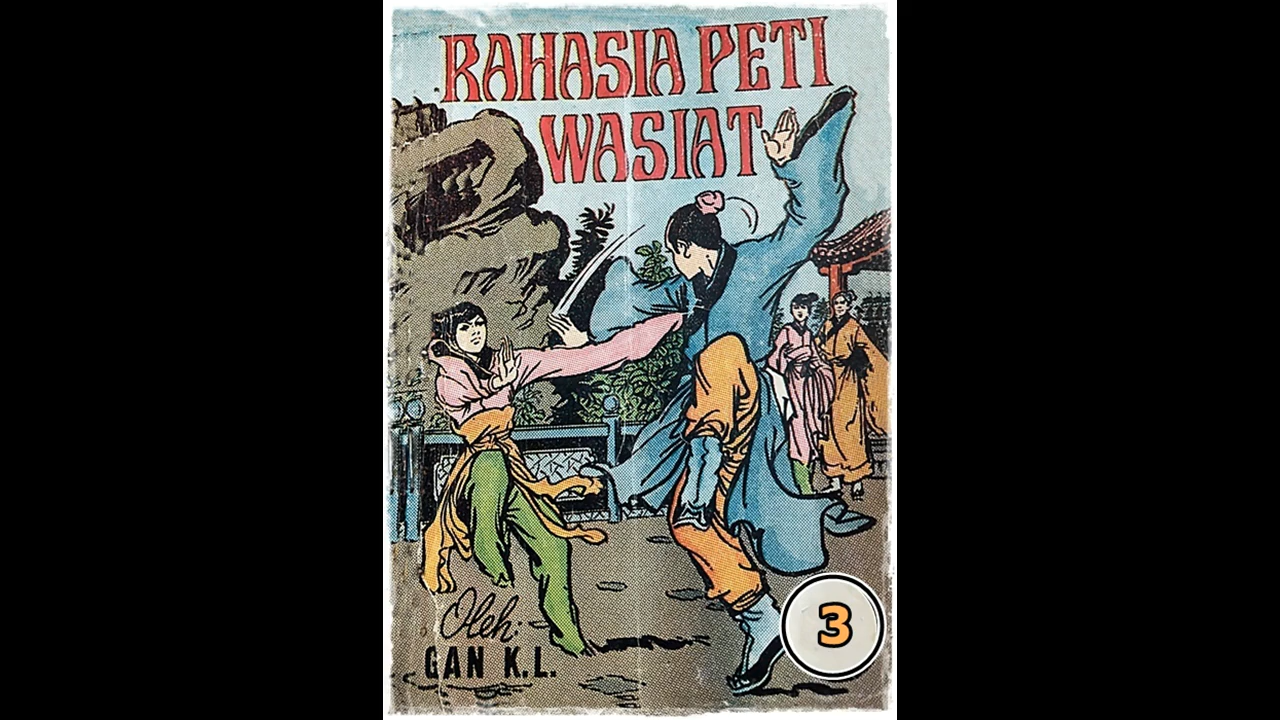 RAHASIA PETI
WASIAT
Oleh:
GAN K.L.
3